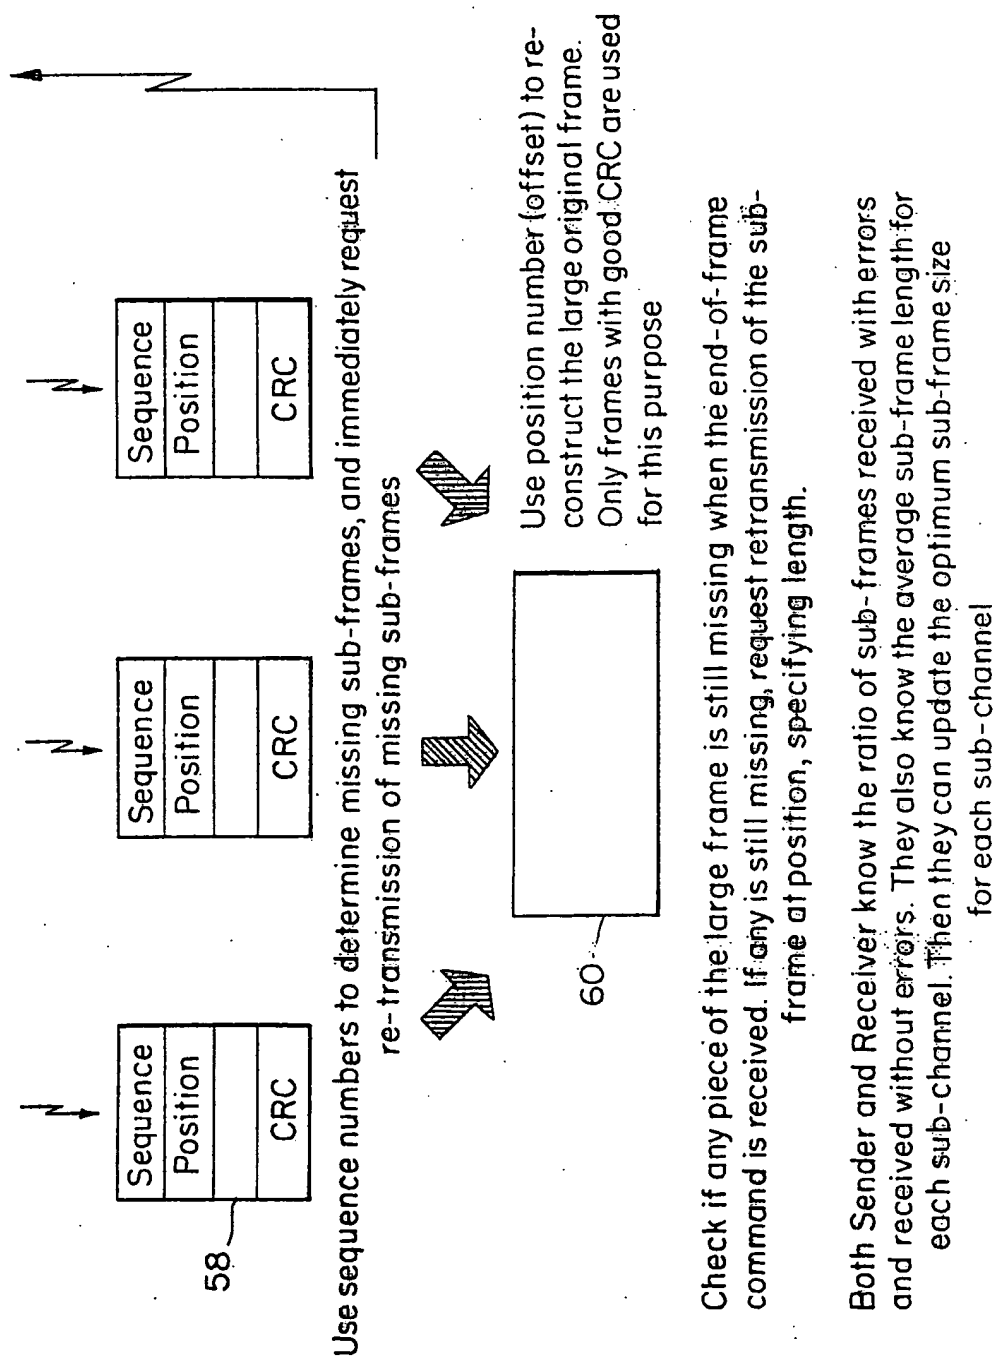 Sequence
Position
CRC
58
Sequence
Position
CRC
Sequence
Position
CRC
Use sequence numbers to determine missing sub-frames, and immediately request
re-transmission of missing sub-frames
60
Use position number (offset) to re-
construct the large original frame.
Only frames with good CRC are used
for this purpose
Check if any piece of the large frame is still missing when the end-of-frame
command is received. If any is still missing, request retransmission of the sub-
frame at position, specifying length.
Both Sender and Receiver know the ratio of sub-frames received with errors
and received without errors. They also know the average sub-frame length for
each sub-channel. Then they can update the optimum sub-frame size
for each sub-channel